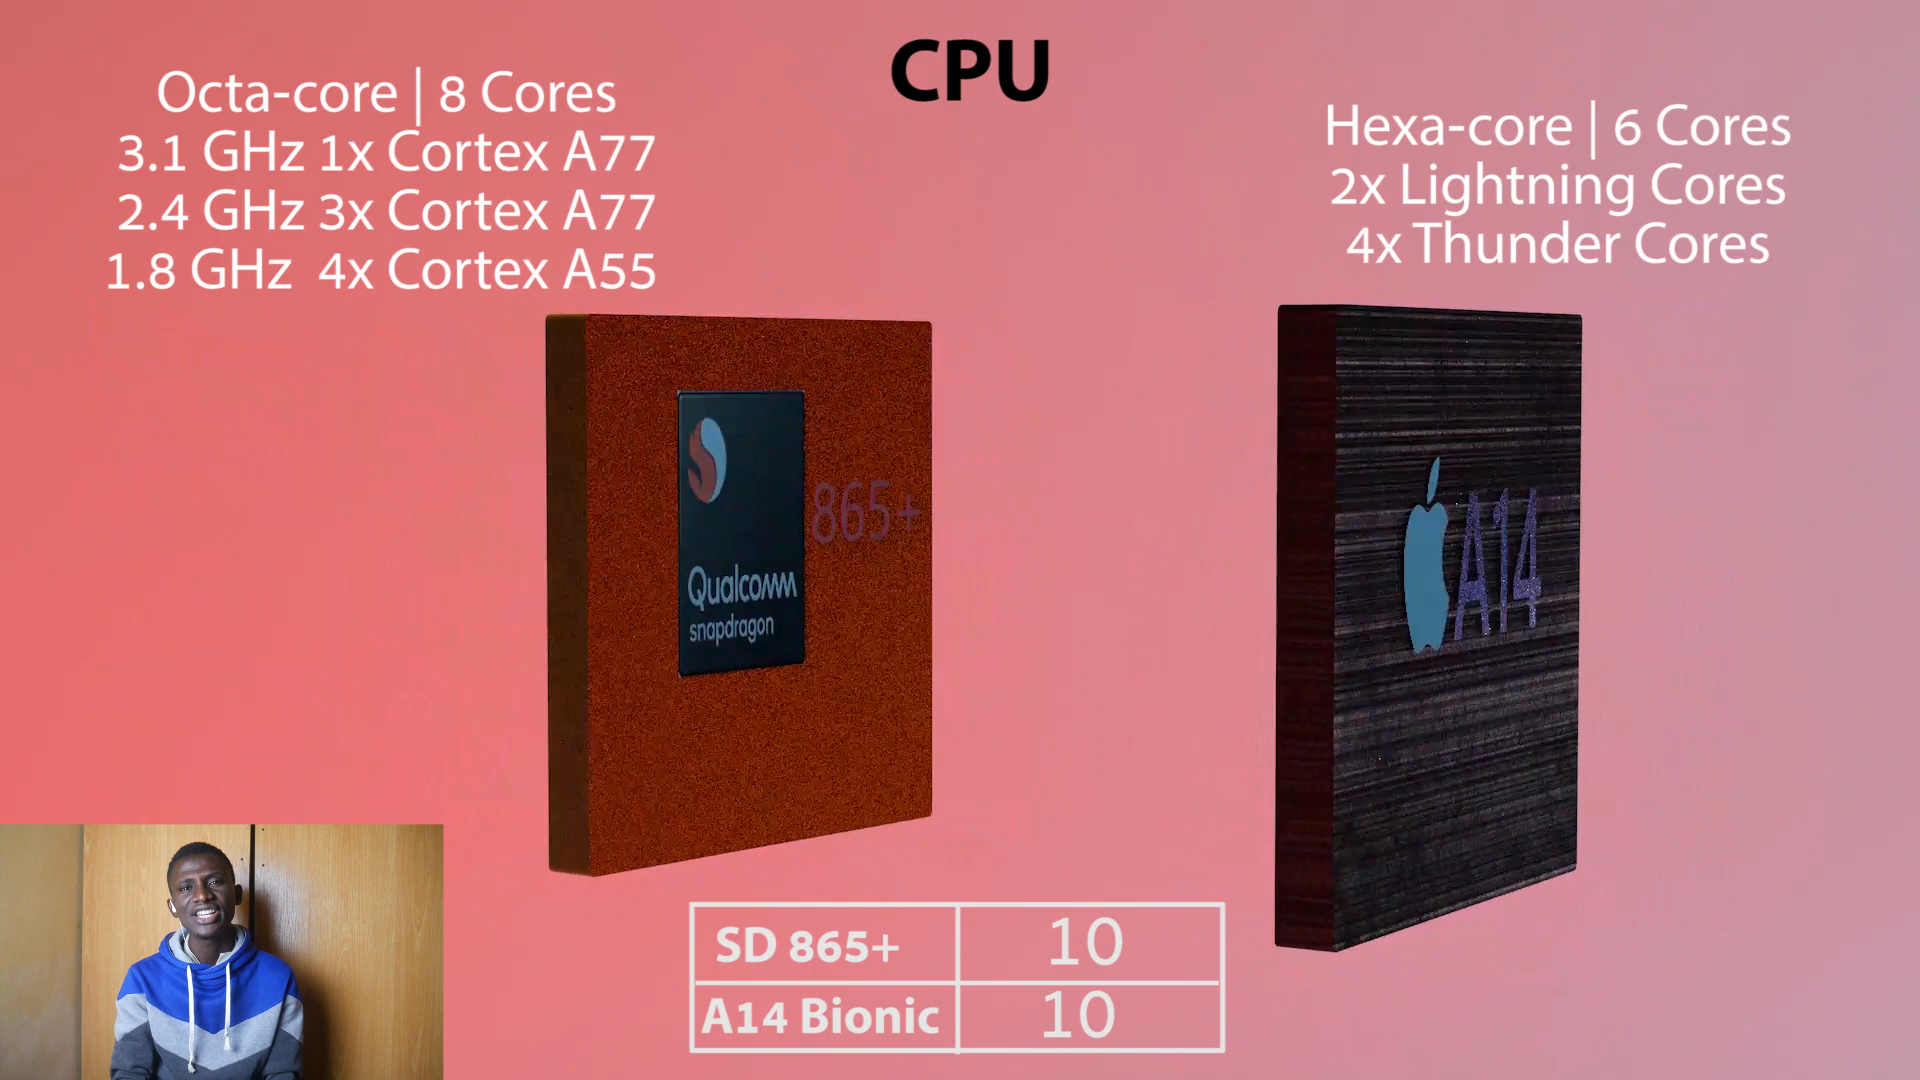 CPU
Octa-core | 8 Cores
3.1 GHz 1x Cortex A77
2.4 GHz 3x Cortex A77
1.8 GHz 4x Cortex A55
Hexa-core | 6 Cores
2x Lightning Cores
4x Thunder Cores
865+
Qualcomm
snapdragon
A14
SD 865+ 10
A14 Bionic 10